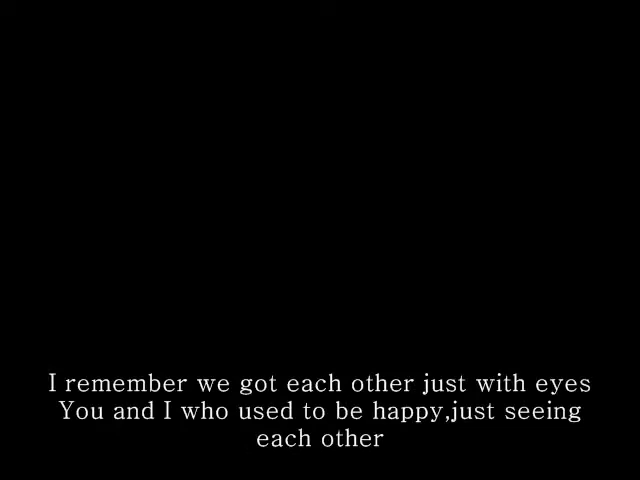 I remember we got each other just with eyes
You and I who used to be happy,just seeing
each other